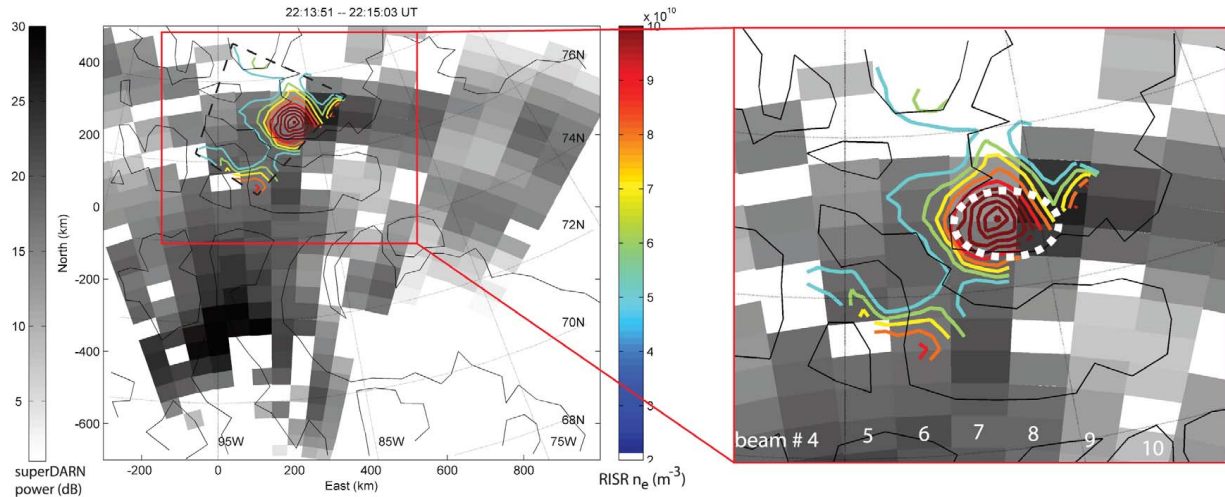 22:13:51 -- 22:15:03 UT
30
25
20
15
10
5
superDARN
power (dB)
North (km)
400
200
0
-200
-400
-600
-200
0
200
400
600
800
East (km)
76N
74N
72N
70N
68N
95W
85W
75W
x 10^10
10
9
8
7
6
5
4
3
2
RISR n_e (m^-3)
beam # 4
5
6
7
8
9
10